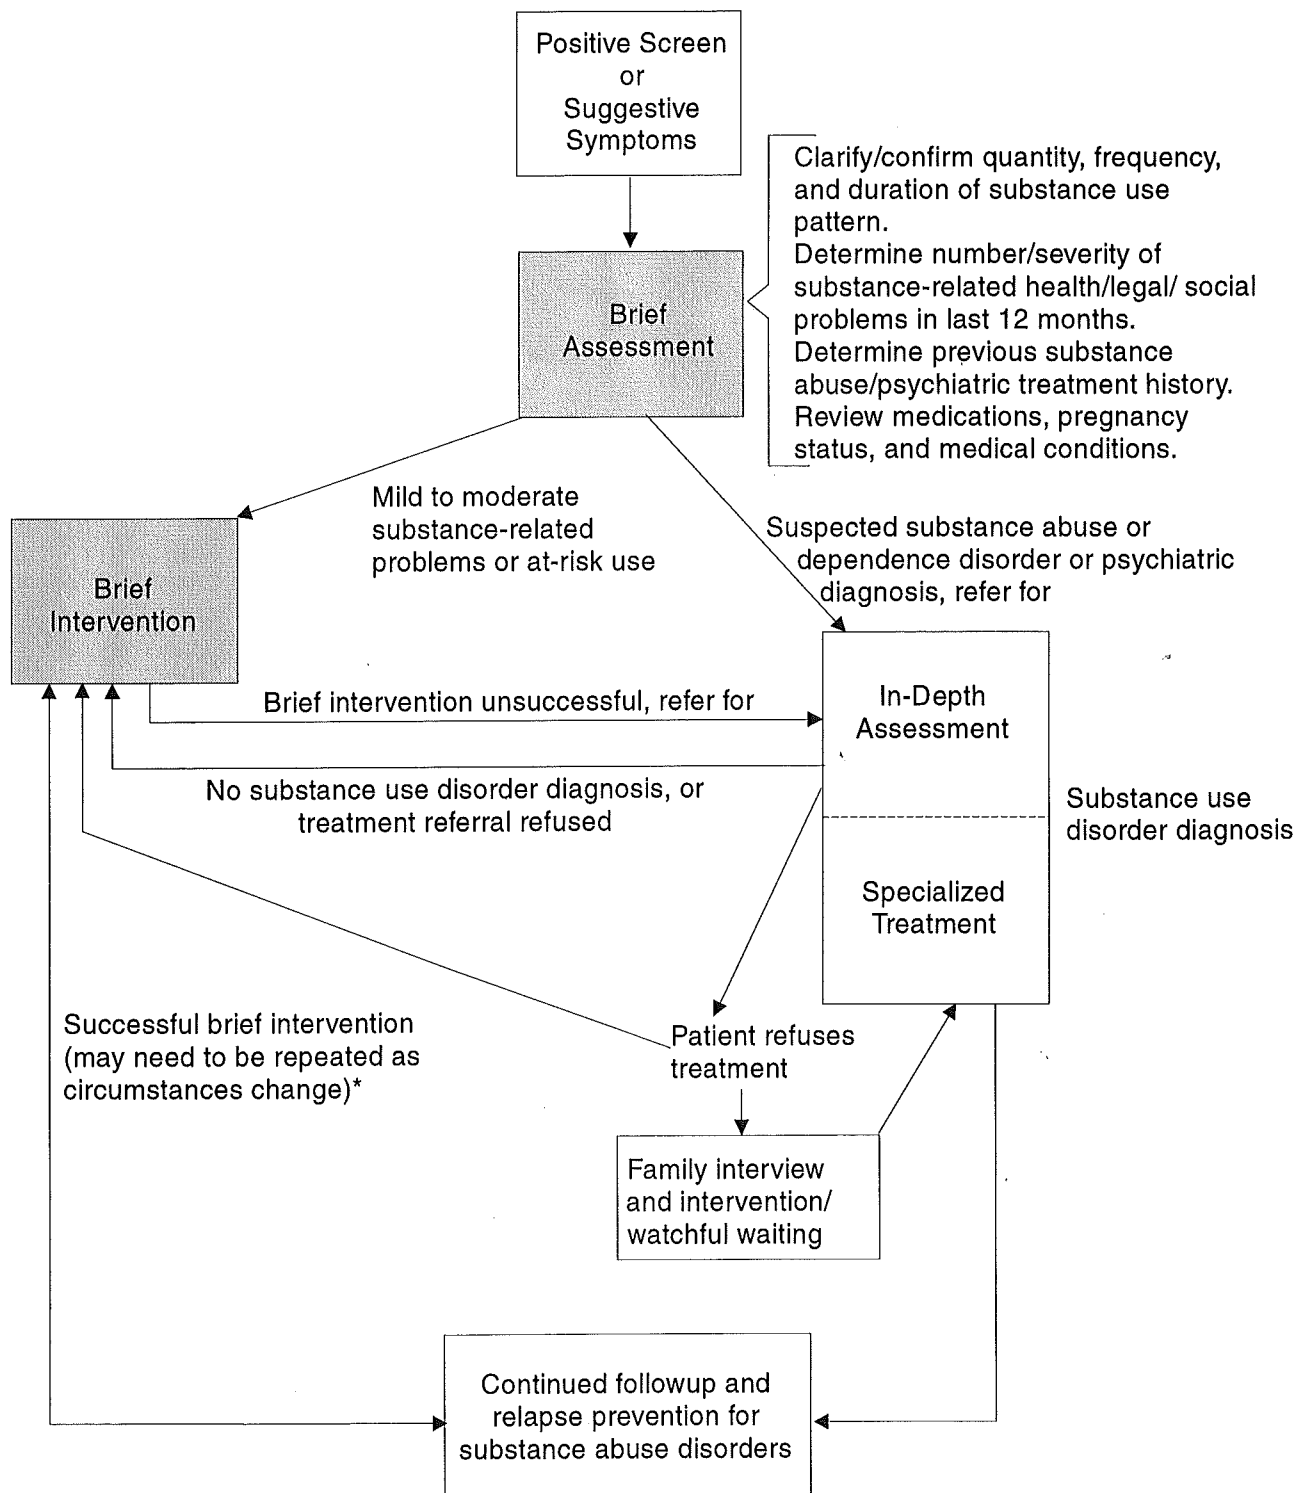 Positive Screen
or
Suggestive
Symptoms
Clarify/confirm quantity, frequency,
and duration of substance use
pattern.
Determine number/severity of
substance-related health/legal/ social
problems in last 12 months.
Determine previous substance
abuse/psychiatric treatment history.
Review medications, pregnancy
status, and medical conditions.
Brief
Assessment
Mild to moderate
substance-related
problems or at-risk use
Suspected substance abuse or
dependence disorder or psychiatric
diagnosis, refer for
Brief
Intervention
Brief intervention unsuccessful, refer for
In-Depth
Assessment
No substance use disorder diagnosis, or
treatment referral refused
Substance use
disorder diagnosis
Specialized
Treatment
Successful brief intervention
(may need to be repeated as
circumstances change)*
Patient refuses
treatment
Family interview
and intervention/
watchful waiting
Continued followup and
relapse prevention for
substance abuse disorders